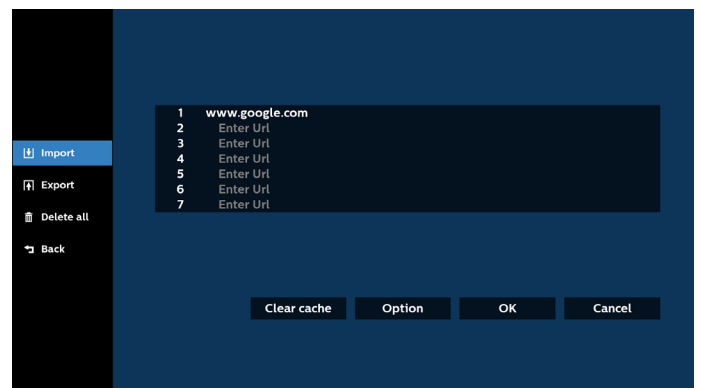 1 www.google.com
2 Enter Url
3 Enter Url
4 Enter Url
5 Enter Url
6 Enter Url
7 Enter Url
Import
Export
Delete all
Back
Clear cache Option OK Cancel